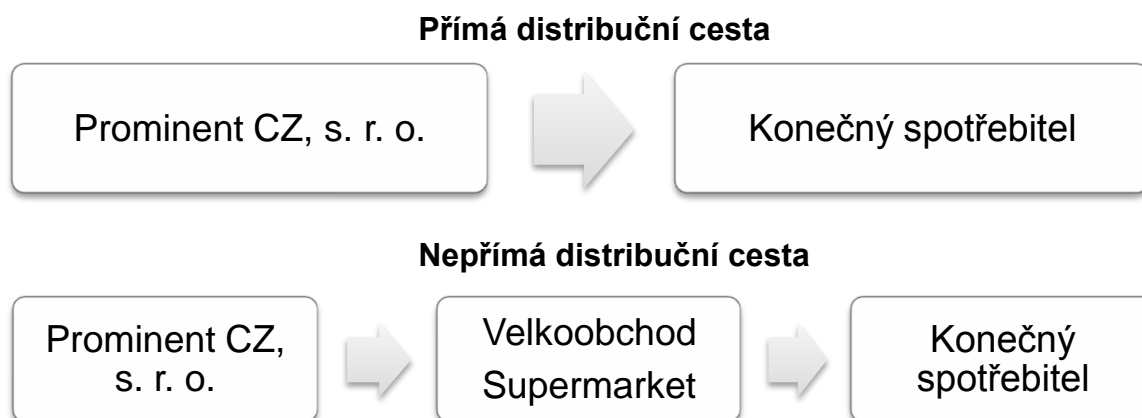 Přímá distribuční cesta
Prominent CZ, s. r. o.
Konečný spotřebitel
Nepřímá distribuční cesta
Prominent CZ,
s. r. o.
Velkoobchod
Supermarket
Konečný
spotřebitel